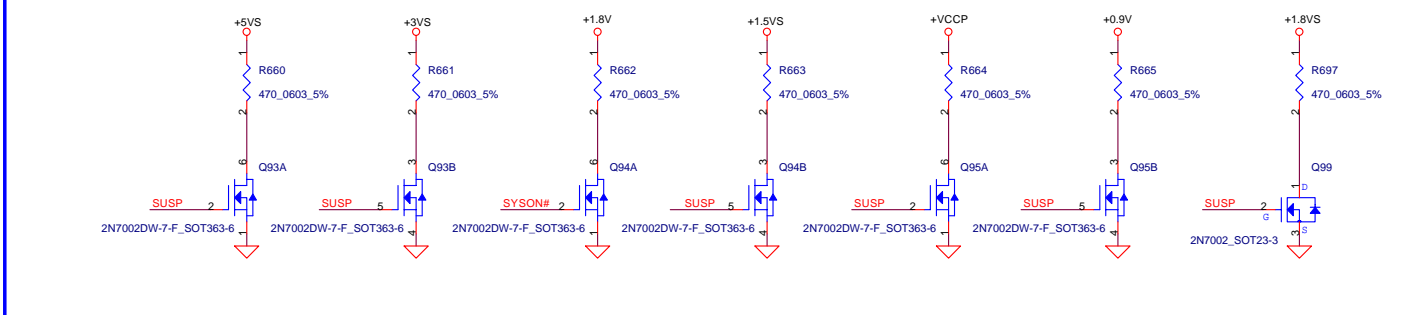 +5VS +3VS +1.8V +1.5VS +VCCP +0.9V +1.8VS
1 1 1 1 1 1 1
R660 R661 R662 R663 R664 R665 R697
470_0603_5% 470_0603_5% 470_0603_5% 470_0603_5% 470_0603_5% 470_0603_5% 470_0603_5%
2 2 2 2 2 2 2
6 Q93A 3 Q93B 6 Q94A 3 Q94B 6 Q95A 3 Q95B Q99
1 D
SUSP 2 SUSP 5 SYSON# 2 SUSP 5 SUSP 2 SUSP 5 SUSP 2
G
2N7002DW-7-F_SOT363-6 2N7002DW-7-F_SOT363-6 2N7002DW-7-F_SOT363-6 2N7002DW-7-F_SOT363-6 2N7002DW-7-F_SOT363-6 2N7002DW-7-F_SOT363-6 S
1 4 1 4 1 4 3
2N7002_SOT23-3